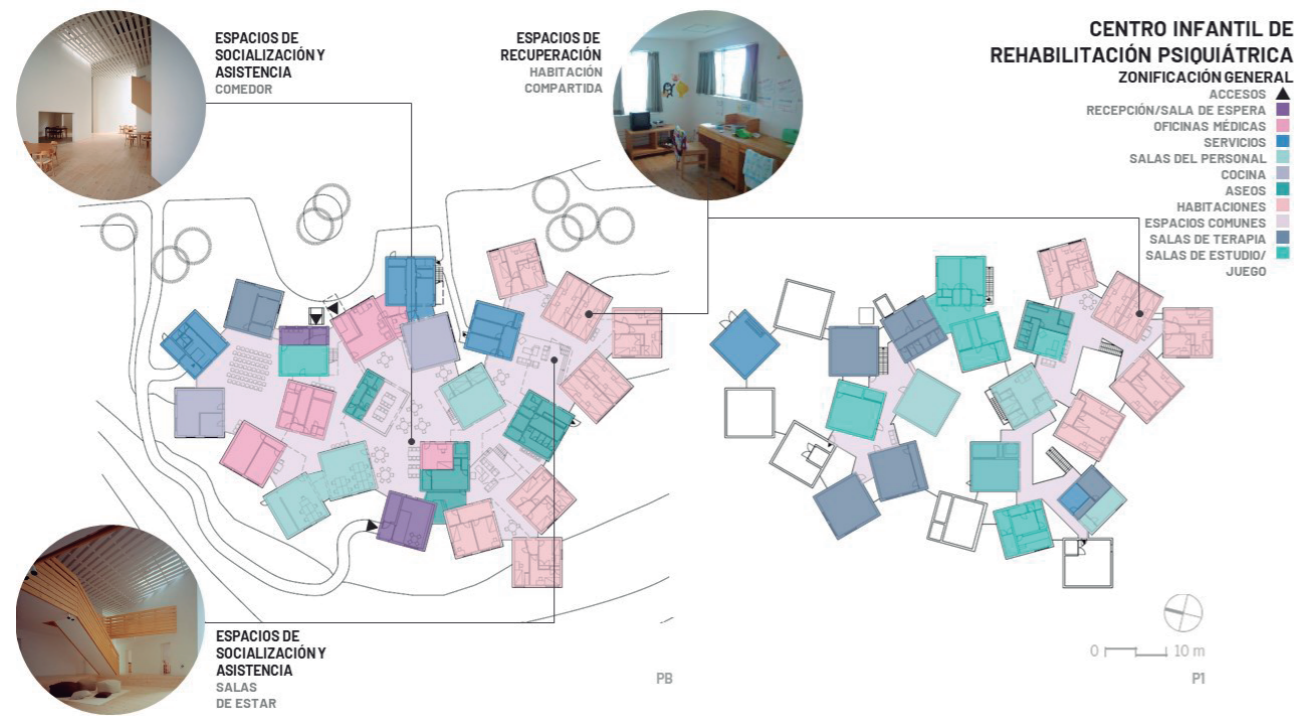 ESPACIOS DE
SOCIALIZACIÓN Y
ASISTENCIA
COMEDOR
ESPACIOS DE
RECUPERACIÓN
HABITACIÓN
COMPARTIDA
CENTRO INFANTIL DE
REHABILITACIÓN PSIQUIÁTRICA
ZONIFICACIÓN GENERAL
ACCESOS
RECEPCIÓN/SALA DE ESPERA
OFICINAS MÉDICAS
SERVICIOS
SALAS DEL PERSONAL
COCINA
ASEOS
HABITACIONES
ESPACIOS COMUNES
SALAS DE TERAPIA
SALAS DE ESTUDIO/
JUEGO
ESPACIOS DE
SOCIALIZACIÓN Y
ASISTENCIA
SALAS
DE ESTAR
PB
0 10 m
P1